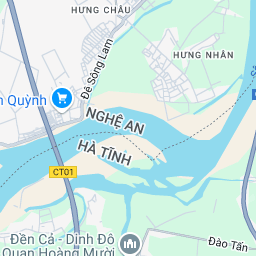 HƯNG CHÂU
HƯNG NHÂN
Đê Sông Lam
Quỳnh
NGHỆ AN
HÀ TĨNH
CT01
Đền Cả - Dinh Đô
Quan Hoàng Mười
Đào Tấn